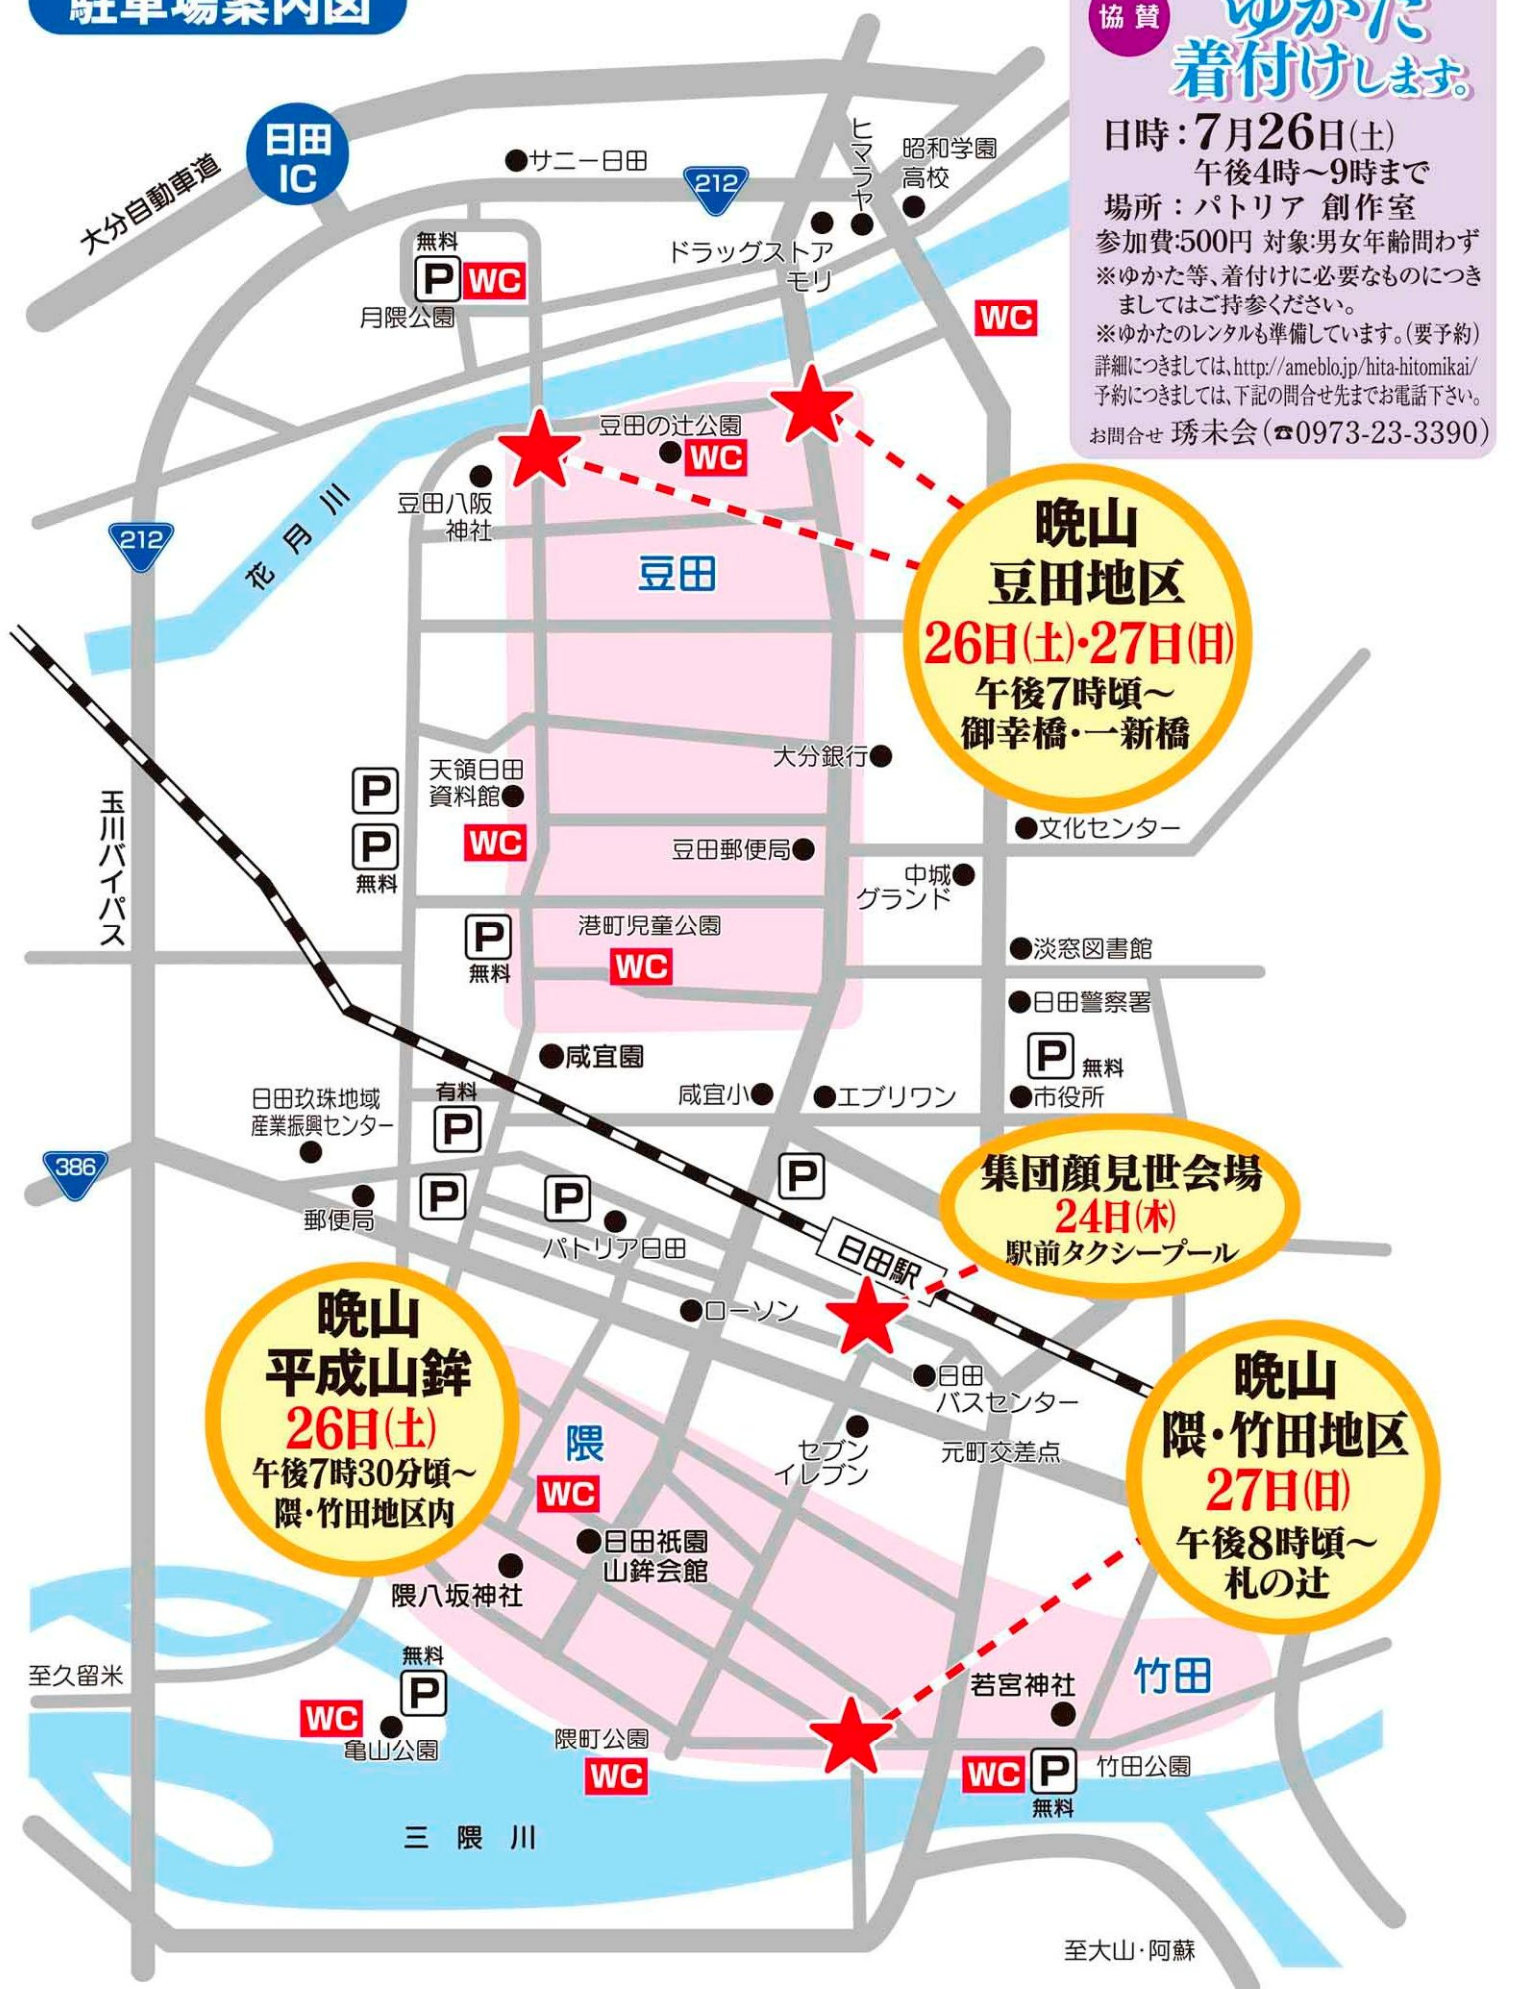 駐車場案内図
協賛
ゆかた
着付けします。
日時：7月26日(土)
午後4時〜9時まで
場所：パトリア 創作室
参加費:500円 対象:男女年齢問わず
※ゆかた等、着付けに必要なものにつき
ましてはご持参ください。
※ゆかたのレンタルも準備しています。(要予約)
詳細につきましては、http://ameblo.jp/hita-hitomikai/
予約につきましては、下記の問合せ先までお電話下さい。
お問合せ 琇未会(☎0973-23-3390)
日田
IC
大分自動車道
サニー日田
212
ヒマラヤ
昭和学園
高校
ドラッグストア
モリ
無料
P WC
月隈公園
WC
豆田の辻公園
WC
豆田八阪
神社
花月川
212
豆田
晩山
豆田地区
26日(土)・27日(日)
午後7時頃〜
御幸橋・一新橋
大分銀行
天領日田
資料館
P
P
無料
WC
玉川バイパス
豆田郵便局
文化センター
中城
グランド
港町児童公園
WC
P
無料
淡窓図書館
日田警察署
P 無料
市役所
咸宜園
咸宜小
エブリワン
日田玖珠地域
産業振興センター
有料
P
386
郵便局
P
P
パトリア日田
P
日田駅
集団顔見世会場
24日(木)
駅前タクシープール
ローソン
晩山
平成山鉾
26日(土)
午後7時30分頃〜
隈・竹田地区内
日田
バスセンター
セブン
イレブン
元町交差点
晩山
隈・竹田地区
27日(日)
午後8時頃〜
札の辻
隈
WC
日田祇園
山鉾会館
隈八坂神社
至久留米
無料
P
WC
亀山公園
隈町公園
WC
若宮神社
竹田
WC P
無料
竹田公園
三隈川
至大山・阿蘇